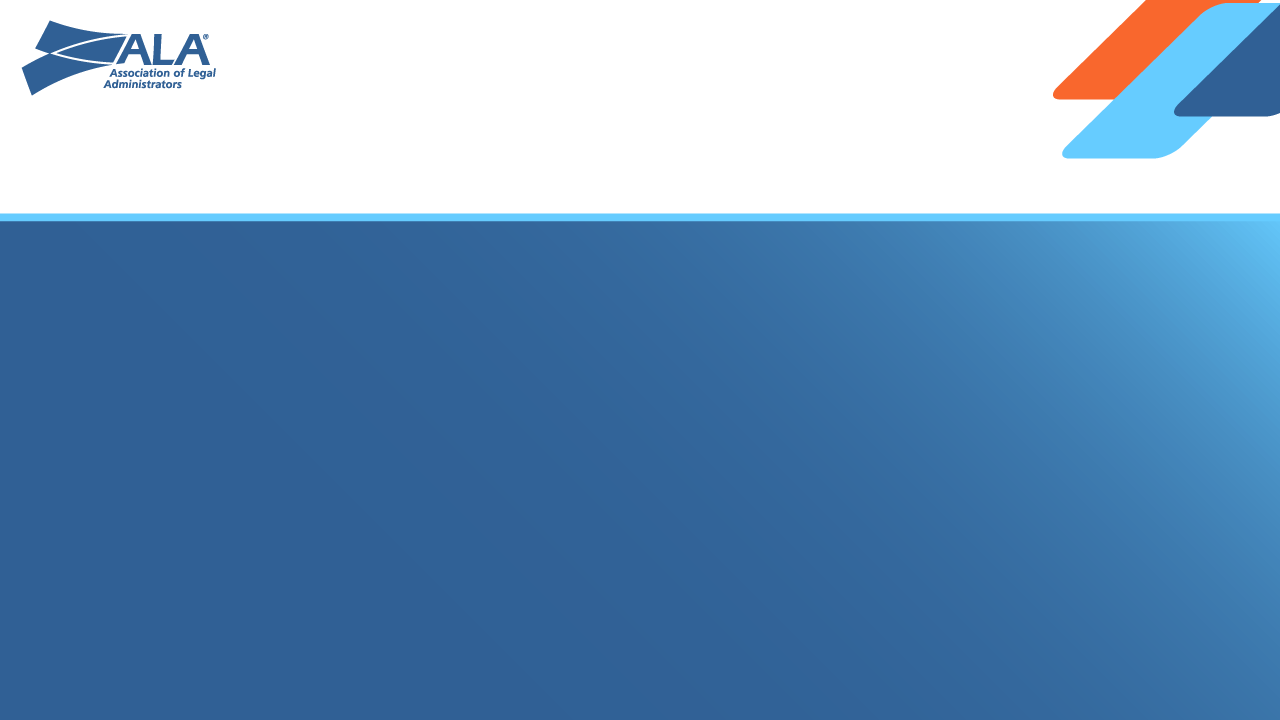 ALA®
Association of Legal
Administrators